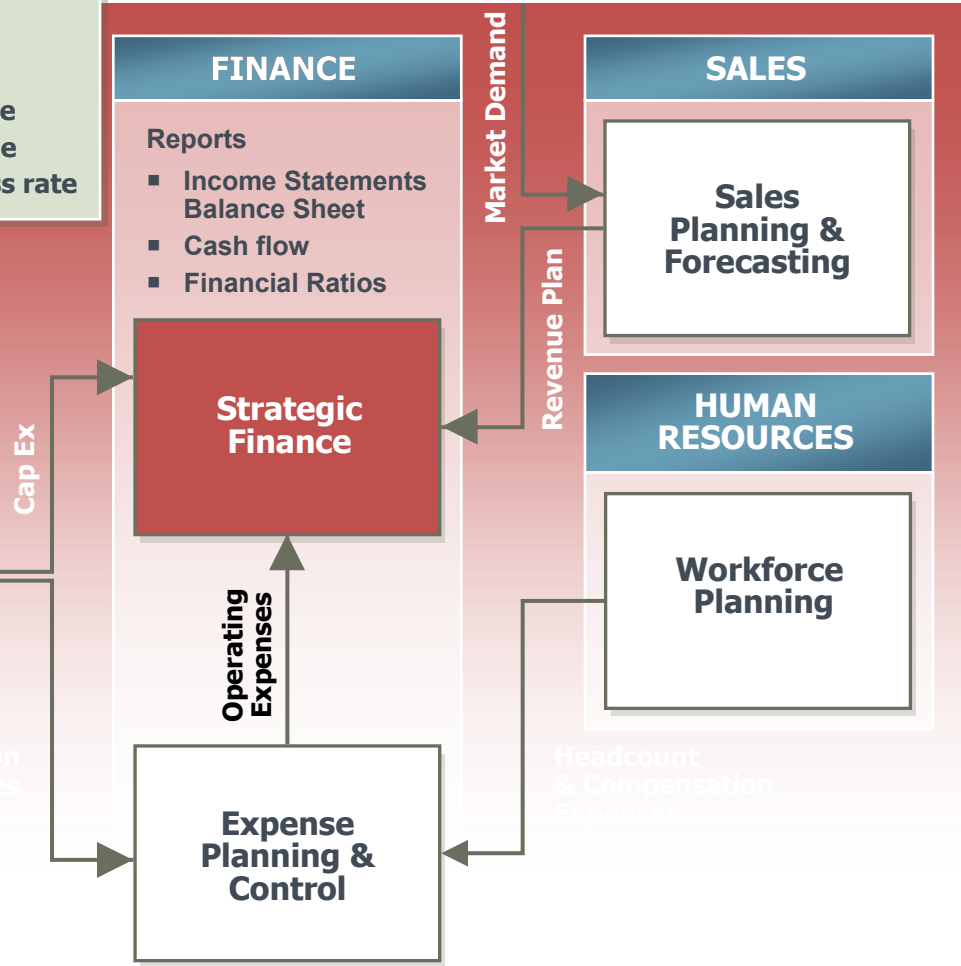 FINANCE
Reports
▪ Income Statements
Balance Sheet
▪ Cash flow
▪ Financial Ratios
Strategic
Finance
Cap Ex
Operating
Expenses
Expense
Planning &
Control
Market Demand
Revenue Plan
SALES
Sales
Planning &
Forecasting
HUMAN
RESOURCES
Workforce
Planning
Headcount
& Compensation
Expenses
rate